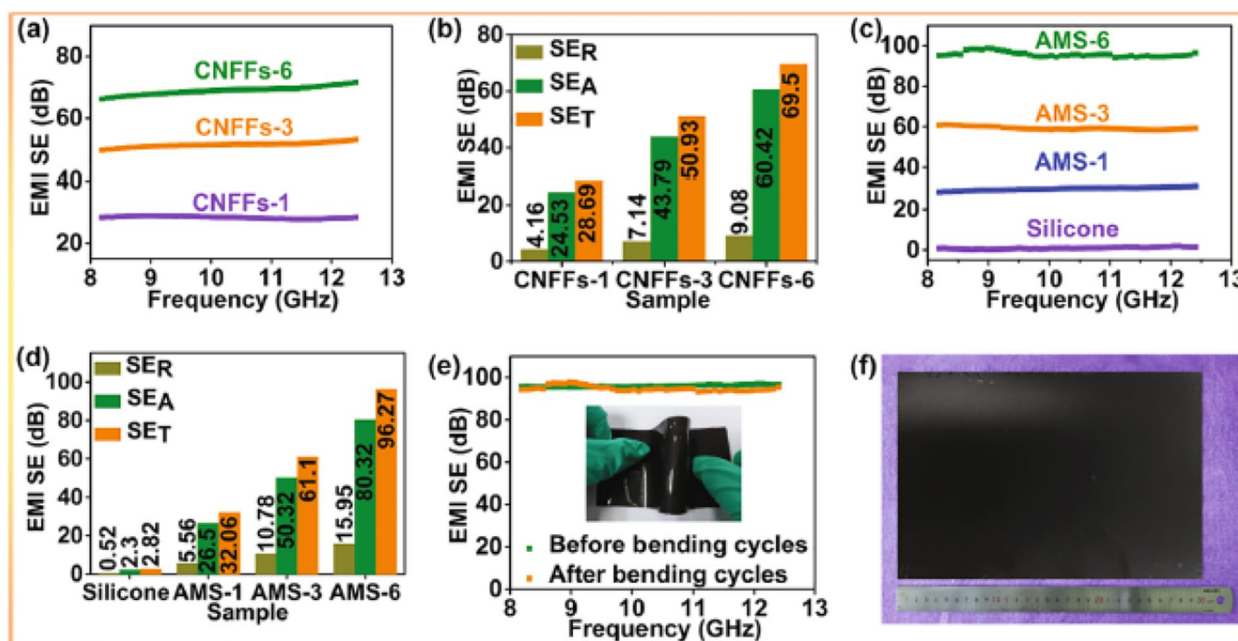 (a)
80
60
40
20
EMI SE (dB)
CNFFs-6
CNFFs-3
CNFFs-1
8 9 10 11 12 13
Frequency (GHz)
(b)
SER
SEA
SET
80
60
40
20
0
EMI SE (dB)
4.16
24.53
28.69
7.14
43.79
50.93
9.08
60.42
69.5
CNFFs-1 CNFFs-3 CNFFs-6
Sample
(c)
100
80
60
40
20
0
EMI SE (dB)
AMS-6
AMS-3
AMS-1
Silicone
8 9 10 11 12 13
Frequency (GHz)
(d)
SER
SEA
SET
100
80
60
40
20
0
EMI SE (dB)
0.52
2.3
2.82
5.56
26.5
32.06
10.78
50.32
61.1
15.95
80.32
96.27
Silicone AMS-1 AMS-3 AMS-6
Sample
(e)
100
80
60
40
20
0
EMI SE (dB)
Before bending cycles
After bending cycles
8 9 10 11 12 13
Frequency (GHz)
(f)